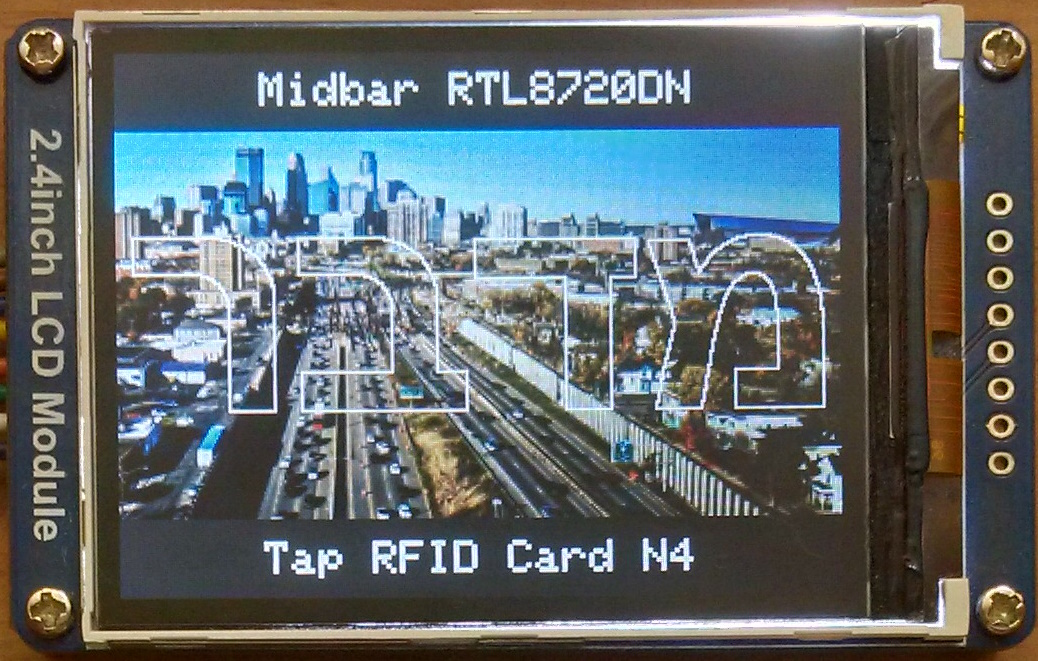 Midbar RTL8720DN
מדבר
Tap RFID Card N4
2.4inch LCD Module